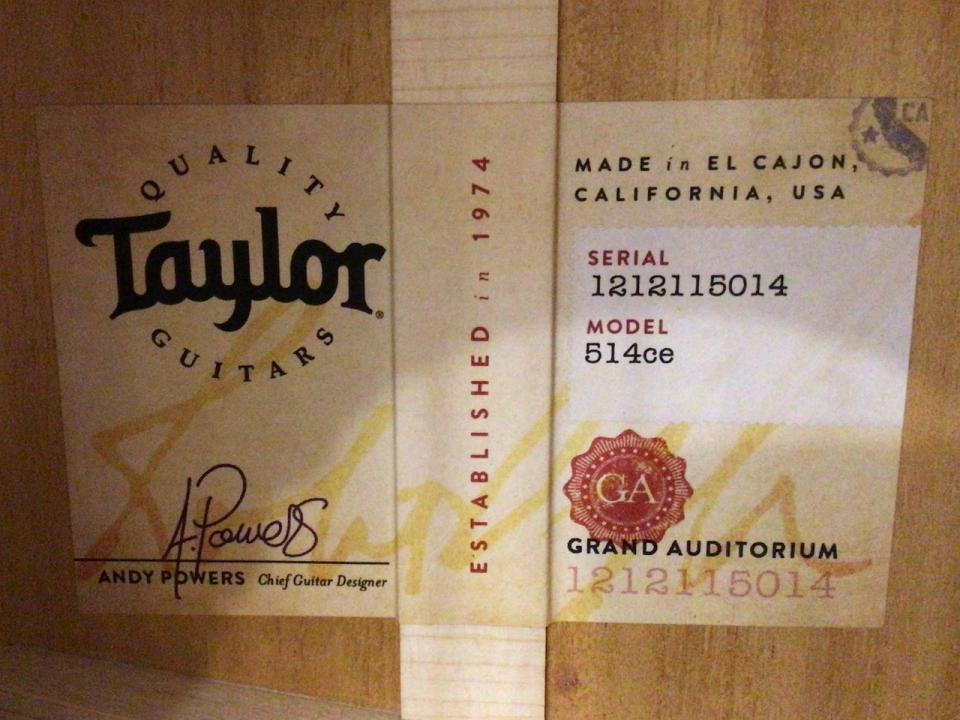 QUALITY
Taylor®
GUITARS
A. Powers
ANDY POWERS Chief Guitar Designer
ESTABLISHED in 1974
CA
MADE in EL CAJON,
CALIFORNIA, USA
SERIAL
1212115014
MODEL
514ce
GA
GRAND AUDITORIUM
1212115014